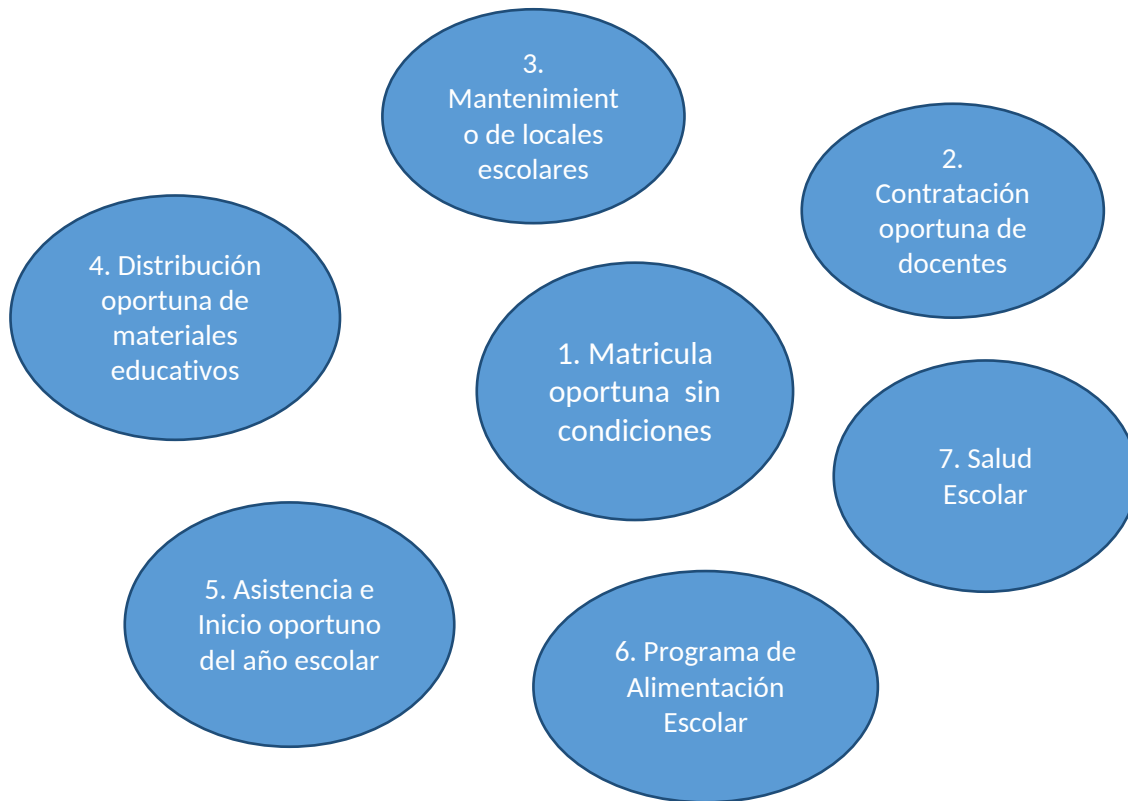 3.
Mantenimient
o de locales
escolares
2.
Contratación
oportuna de
docentes
4. Distribución
oportuna de
materiales
educativos
1. Matricula
oportuna  sin
condiciones
7. Salud
Escolar
5. Asistencia e
Inicio oportuno
del año escolar
6. Programa de
Alimentación
Escolar